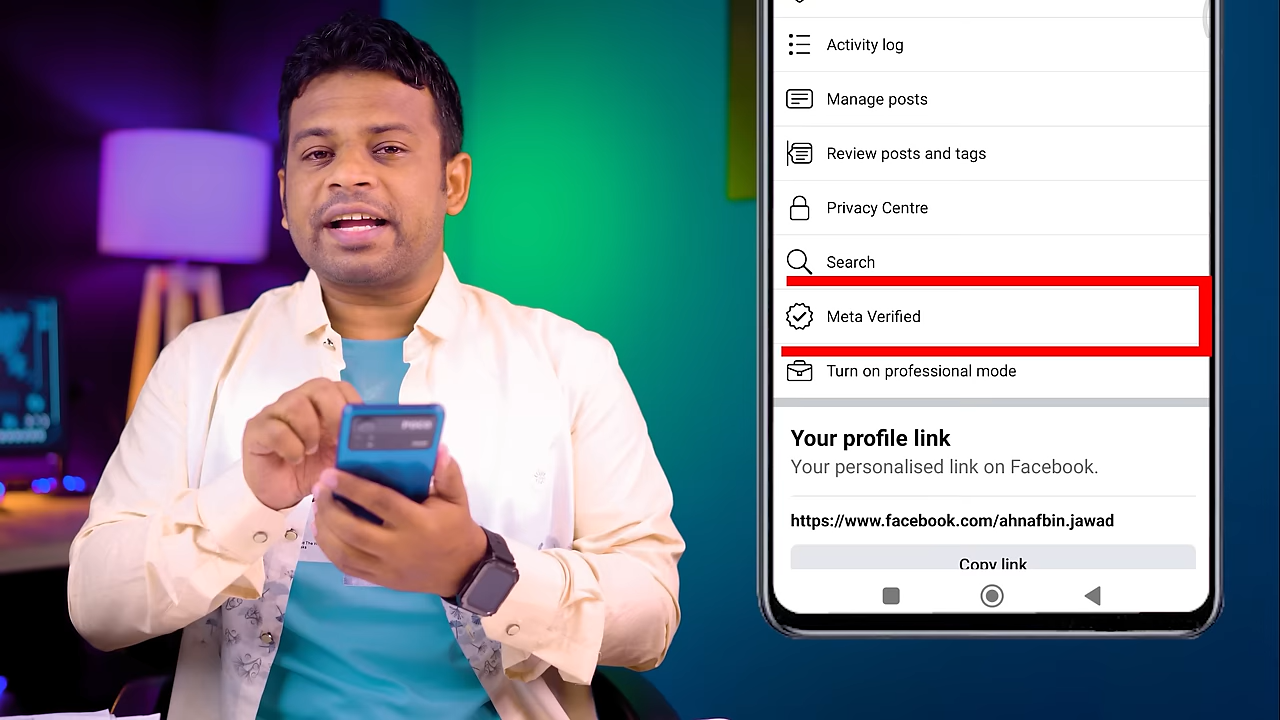 Activity log
Manage posts
Review posts and tags
Privacy Centre
Search
Meta Verified
Turn on professional mode
Your profile link
Your personalised link on Facebook.
https://www.facebook.com/ahnafbin.jawad
Copy link
POCO